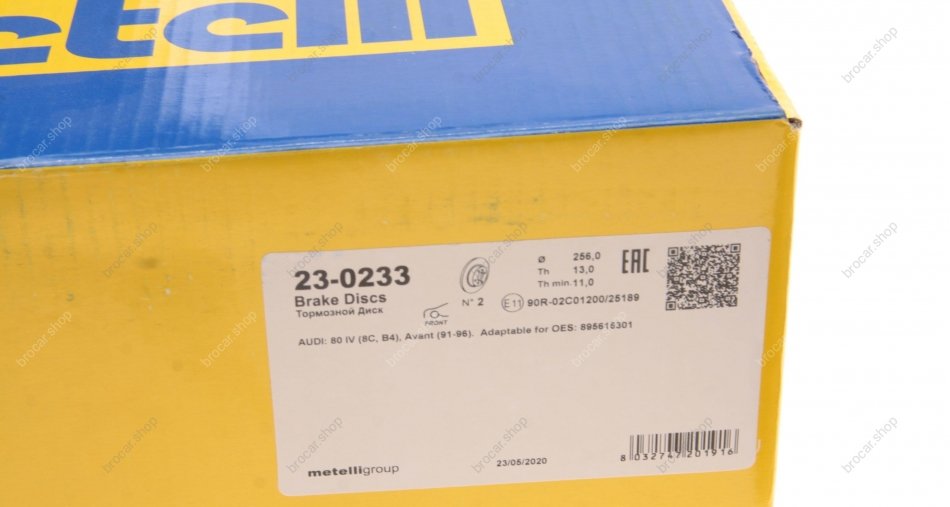 etelli
23-0233
Brake Discs
Тормозной Диск
FRONT
N° 2
Ø 256,0
Th 13,0
Th min. 11,0
E11 90R-02C01200/25189
EAC
AUDI: 80 IV (8C, B4), Avant (91-96). Adaptable for OES: 895615301
metelligroup
23/05/2020
8 032747 201916
brocar.shop